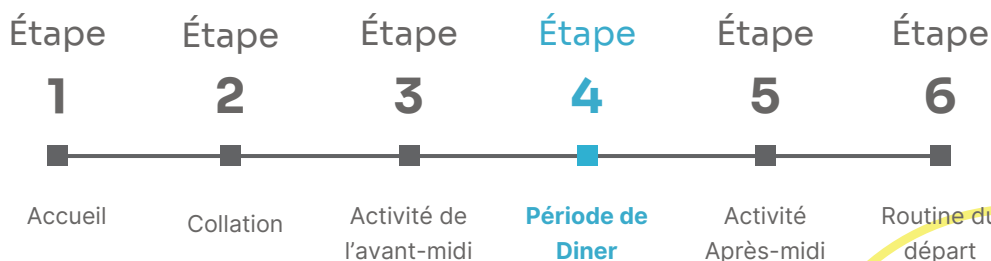 Étape Étape Étape Étape Étape Étape
1 2 3 4 5 6
Accueil Collation Activité de Période de Activité Routine du
l'avant-midi Diner Après-midi départ